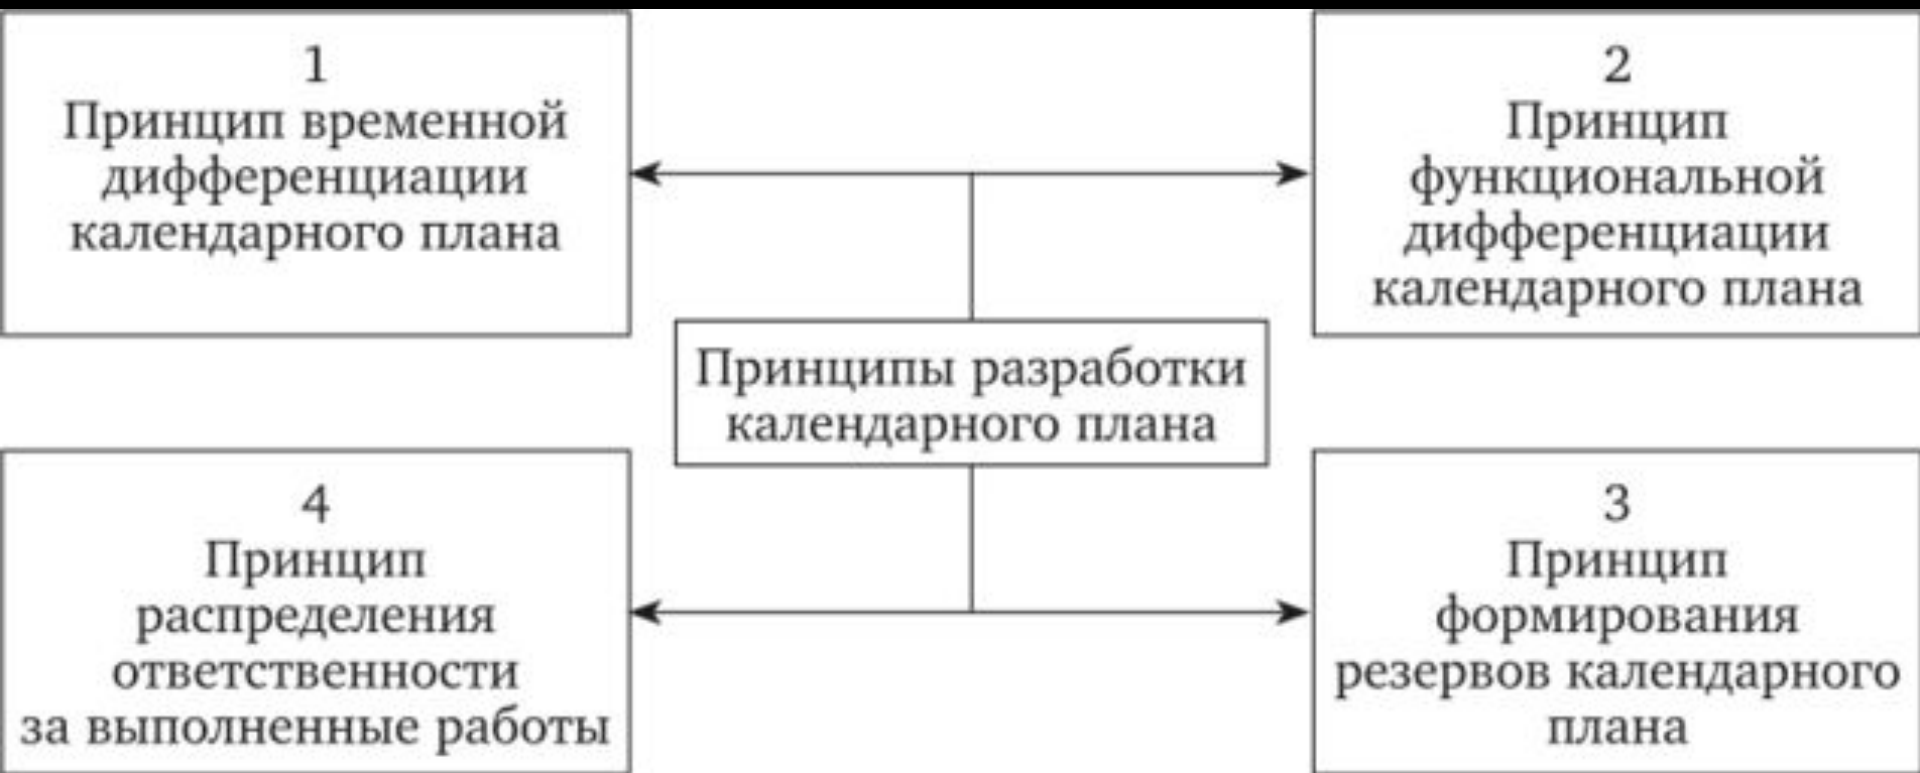 1
Принцип временной
дифференциации
календарного плана
2
Принцип
функциональной
дифференциации
календарного плана
Принципы разработки
календарного плана
4
Принцип
распределения
ответственности
за выполненные работы
3
Принцип
формирования
резервов календарного
плана